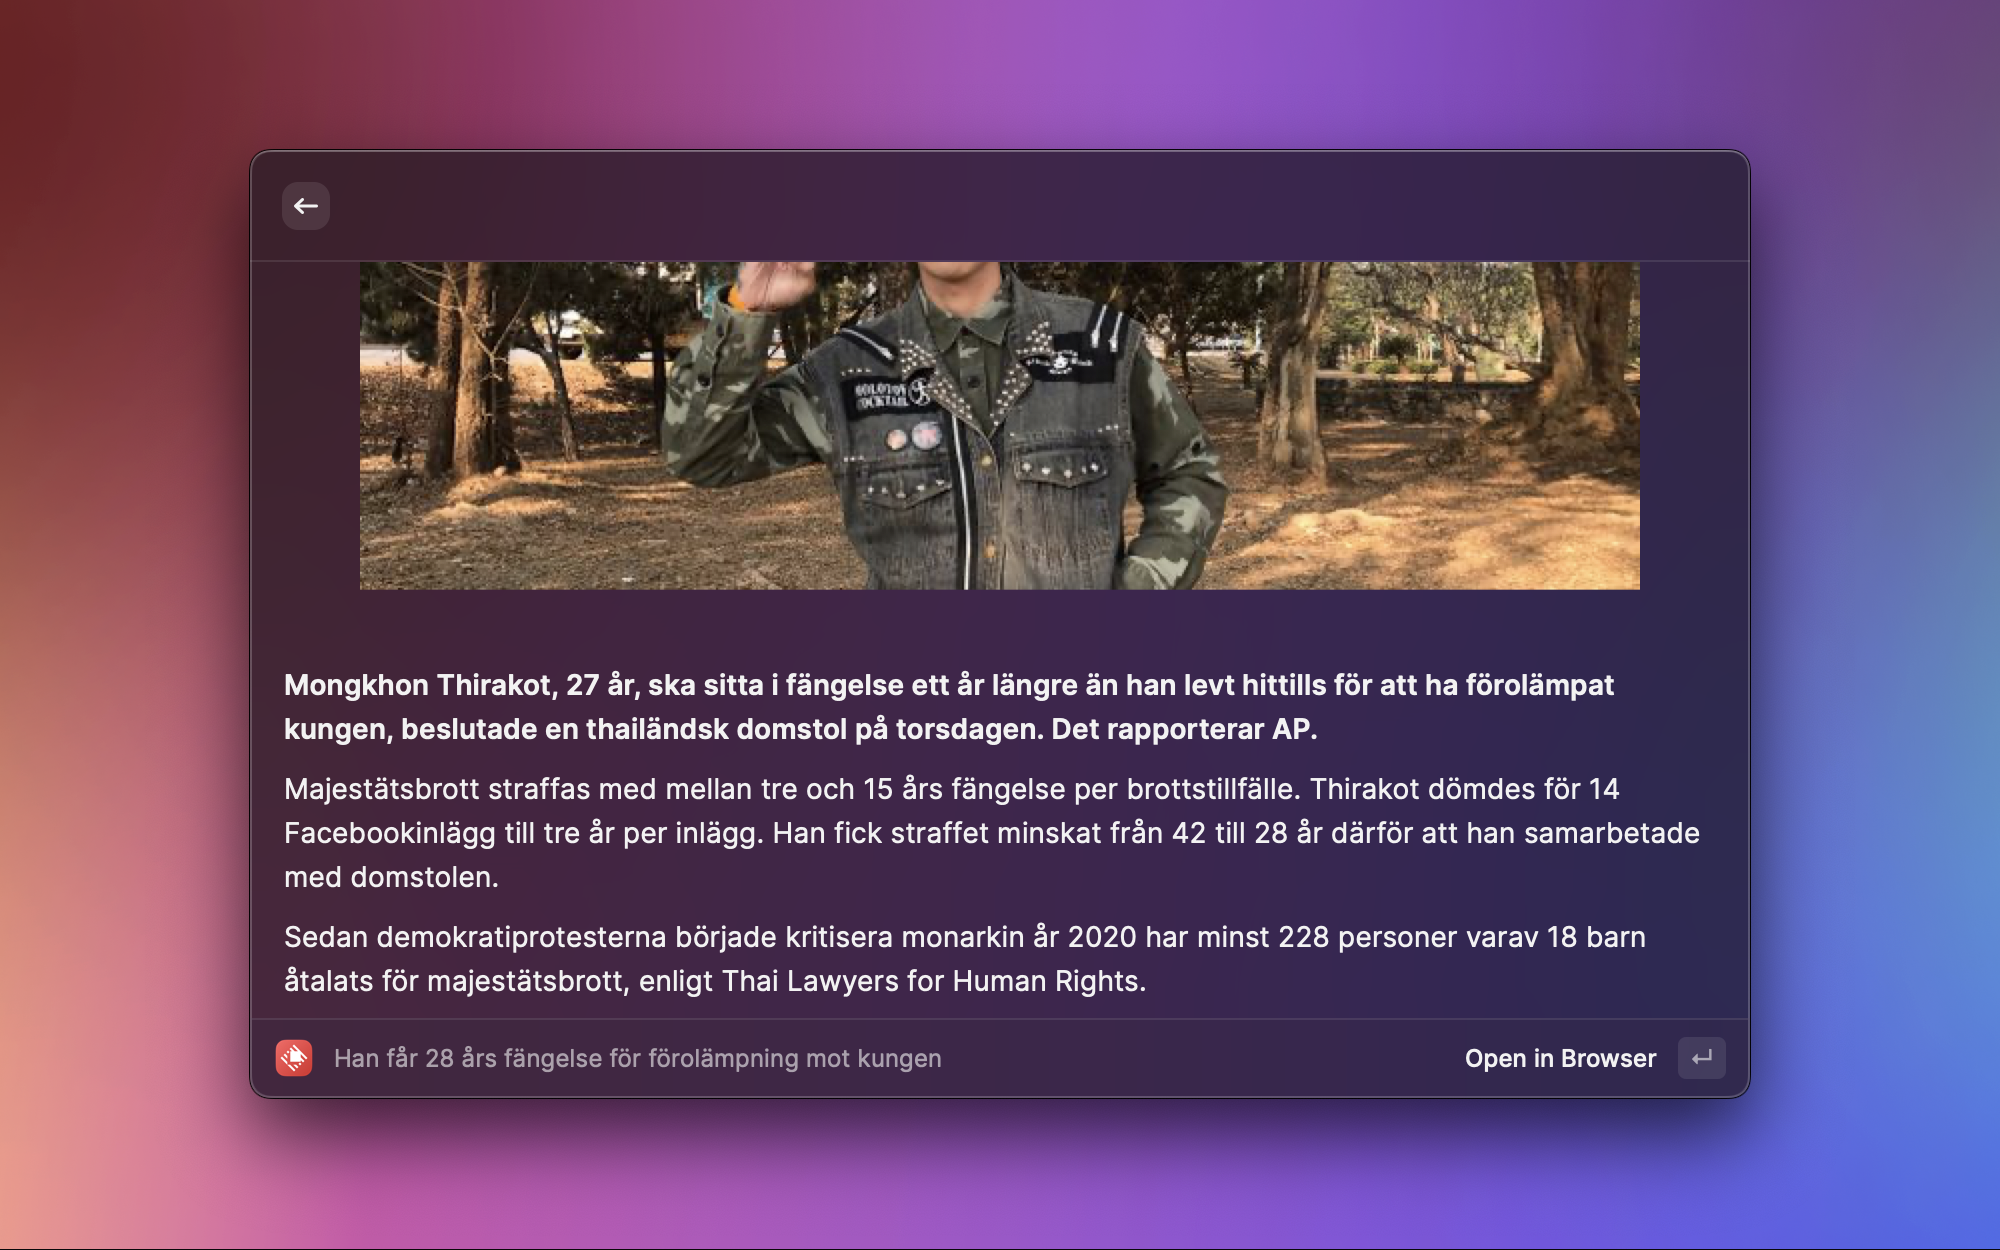 MOLOTOV
COCKTAIL
Mongkhon Thirakot, 27 år, ska sitta i fängelse ett år längre än han levt hittills för att ha förolämpat
kungen, beslutade en thailändsk domstol på torsdagen. Det rapporterar AP.
Majestätsbrott straffas med mellan tre och 15 års fängelse per brottstillfälle. Thirakot dömdes för 14
Facebookinlägg till tre år per inlägg. Han fick straffet minskat från 42 till 28 år därför att han samarbetade
med domstolen.
Sedan demokratiprotesterna började kritisera monarkin år 2020 har minst 228 personer varav 18 barn
åtalats för majestätsbrott, enligt Thai Lawyers for Human Rights.
Han får 28 års fängelse för förolämpning mot kungen
Open in Browser